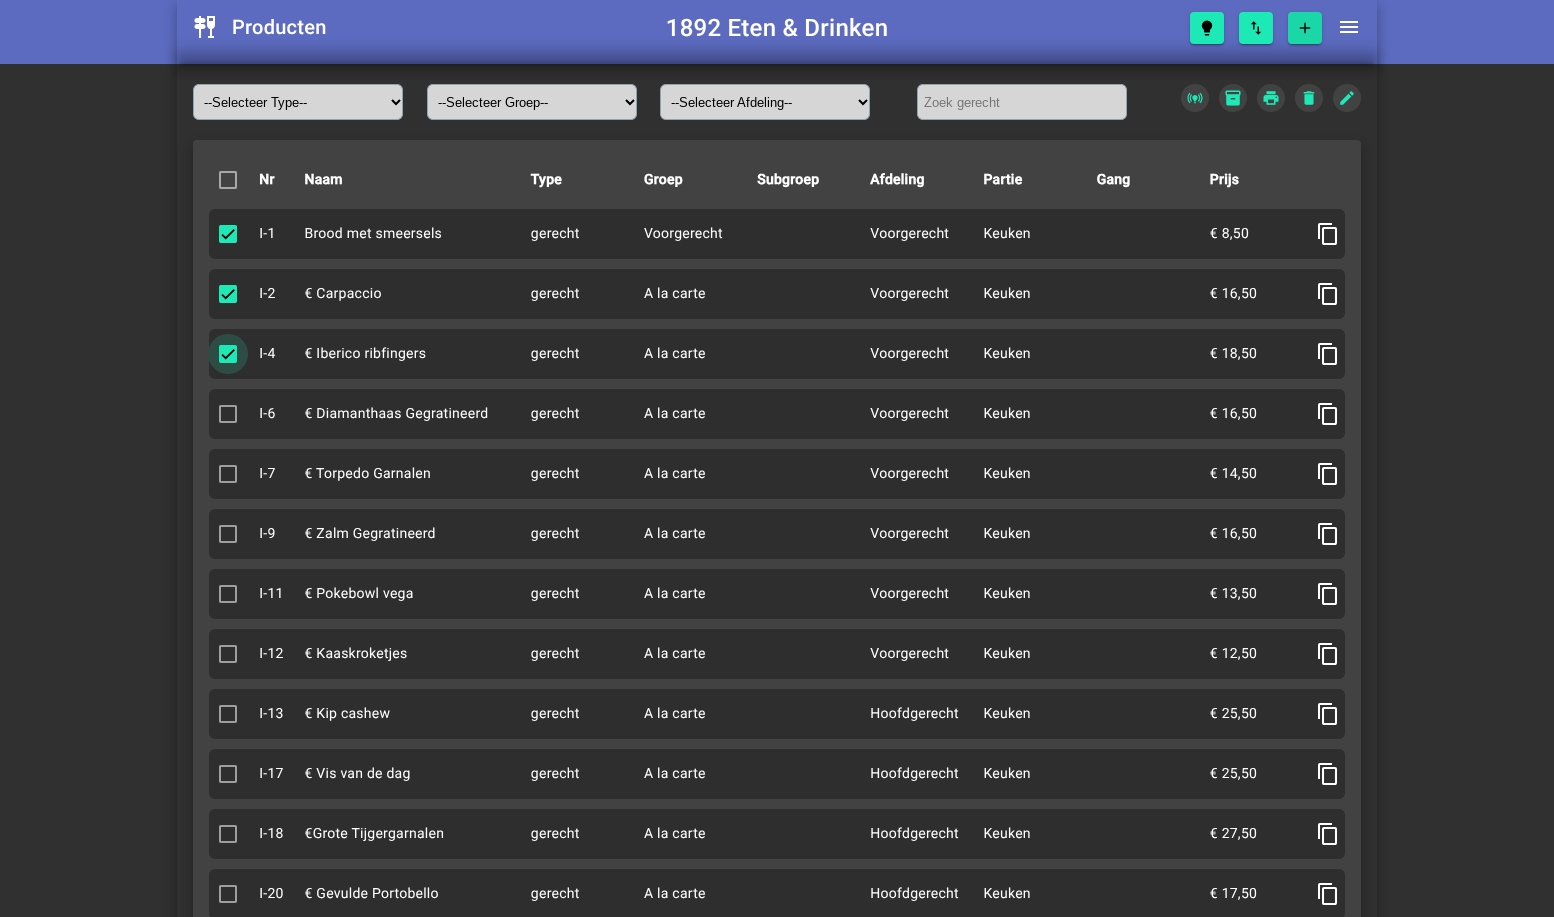 Producten
1892 Eten & Drinken
--Selecteer Type-- --Selecteer Groep-- --Selecteer Afdeling-- Zoek gerecht
Nr Naam Type Groep Subgroep Afdeling Partie Gang Prijs
I-1 Brood met smeersels gerecht Voorgerecht Voorgerecht Keuken € 8,50
I-2 € Carpaccio gerecht A la carte Voorgerecht Keuken € 16,50
I-4 € Iberico ribfingers gerecht A la carte Voorgerecht Keuken € 18,50
I-6 € Diamanthaas Gegratineerd gerecht A la carte Voorgerecht Keuken € 16,50
I-7 € Torpedo Garnalen gerecht A la carte Voorgerecht Keuken € 14,50
I-9 € Zalm Gegratineerd gerecht A la carte Voorgerecht Keuken € 16,50
I-11 € Pokebowl vega gerecht A la carte Voorgerecht Keuken € 13,50
I-12 € Kaaskroketjes gerecht A la carte Voorgerecht Keuken € 12,50
I-13 € Kip cashew gerecht A la carte Hoofdgerecht Keuken € 25,50
I-17 € Vis van de dag gerecht A la carte Hoofdgerecht Keuken € 25,50
I-18 €Grote Tijgergarnalen gerecht A la carte Hoofdgerecht Keuken € 27,50
I-20 € Gevulde Portobello gerecht A la carte Hoofdgerecht Keuken € 17,50